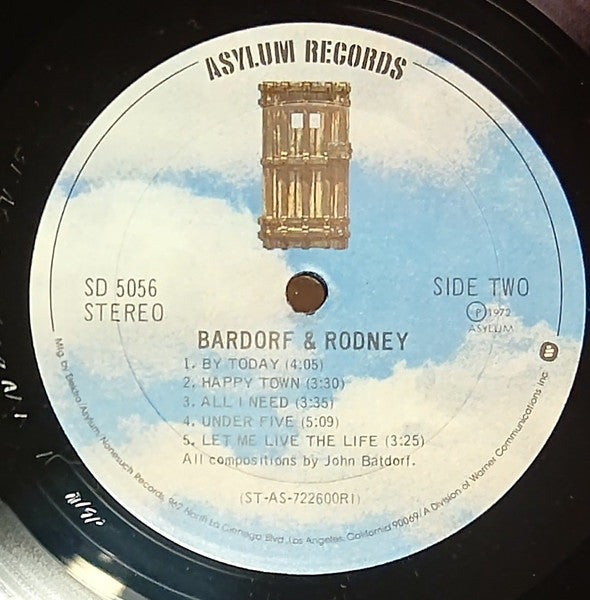 ASYLUM RECORDS
SD 5056
STEREO
SIDE TWO
℗1972
ASYLUM
BARDORF & RODNEY
1. BY TODAY (4:05)
2. HAPPY TOWN (3:30)
3. ALL I NEED (3:35)
4. UNDER FIVE (5:09)
5. LET ME LIVE THE LIFE (3:25)
All compositions by John Batdorf.
(ST-AS-722600RI)
Mfg. by Elektra/Asylum, Nonesuch Records, 962 North La Cienega Blvd., Los Angeles, California 90069/A Division of Warner Communications Inc.